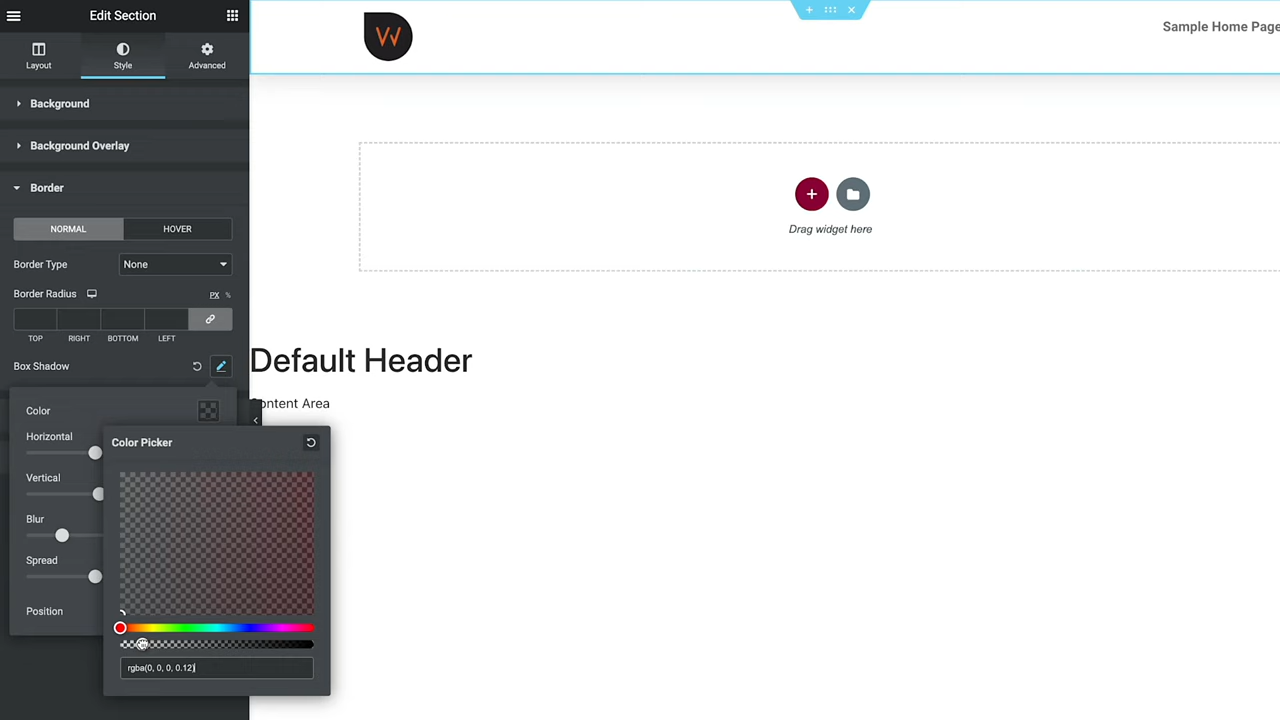 Edit Section
Layout
Style
Advanced
Background
Background Overlay
Border
NORMAL
HOVER
Border Type
None
Border Radius
PX
%
TOP
RIGHT
BOTTOM
LEFT
Box Shadow
Color
Horizontal
Vertical
Blur
Spread
Position
Color Picker
rgba(0, 0, 0, 0.12)
W
Sample Home Page
Drag widget here
Default Header
Content Area